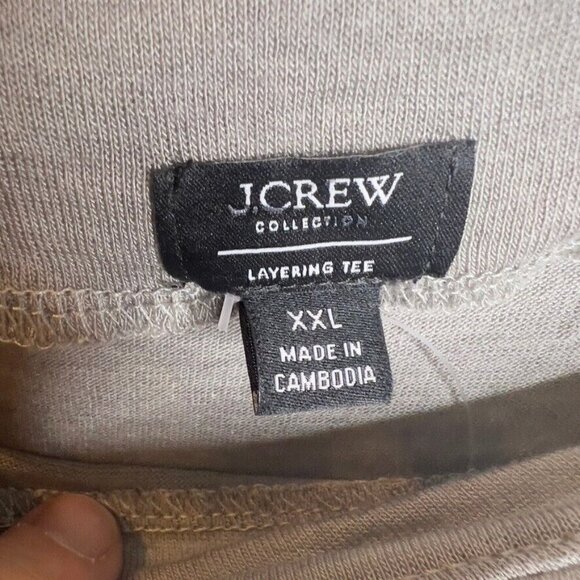 J.CREW
COLLECTION
LAYERING TEE
XXL
MADE IN
CAMBODIA